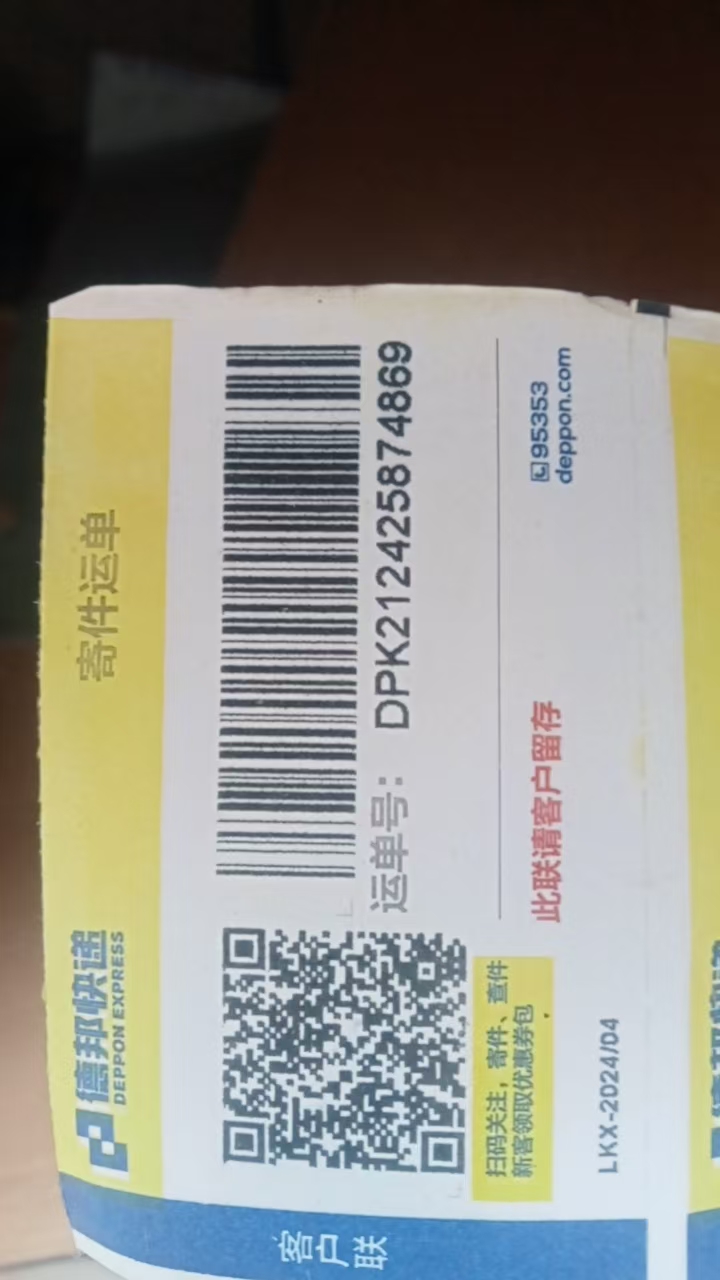 德邦快递
DEPPON EXPRESS
寄件运单
运单号：DPK212425874869
扫码关注，寄件、查件
新客领取优惠券包
此联请客户留存
95353
deppon.com
LKX-2024/04
客户联